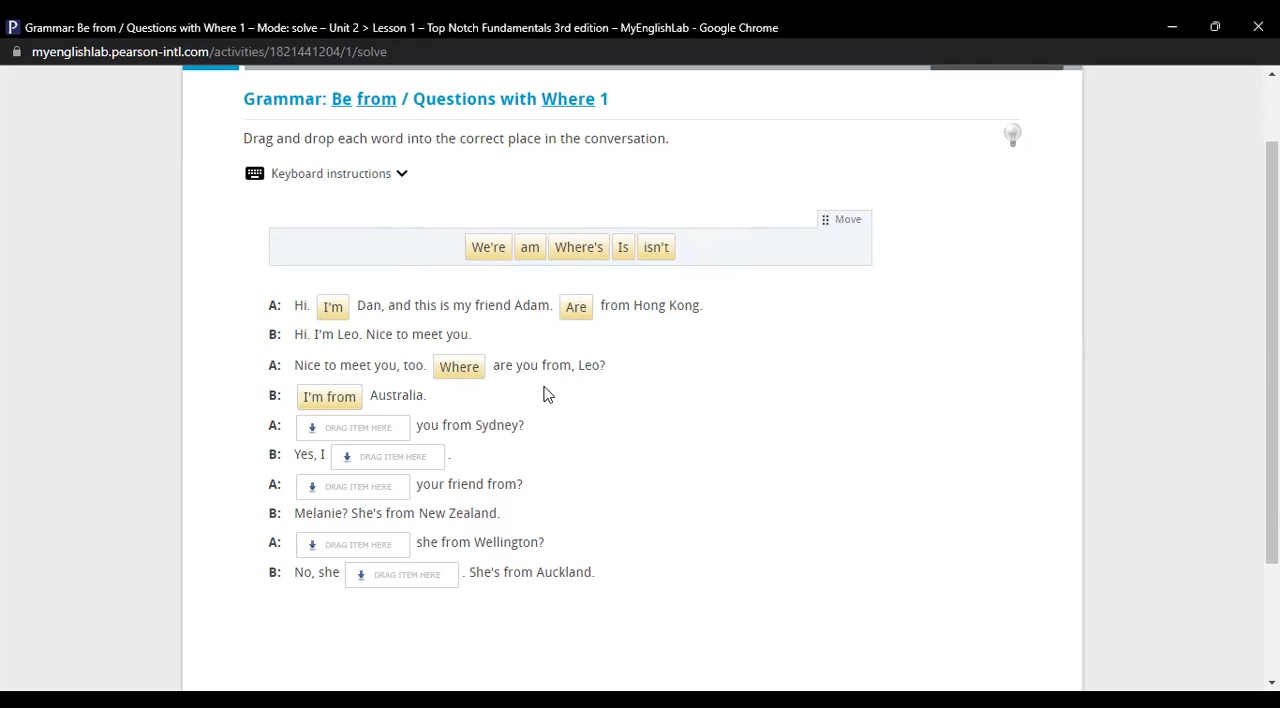 Grammar: Be from / Questions with Where 1 – Mode: solve – Unit 2 > Lesson 1 – Top Notch Fundamentals 3rd edition – MyEnglishLab - Google Chrome
myenglishlab.pearson-intl.com/activities/1821441204/1/solve
Grammar: Be from / Questions with Where 1
Drag and drop each word into the correct place in the conversation.
Keyboard instructions
Move
We're am Where's Is isn't
A: Hi. I'm Dan, and this is my friend Adam. Are from Hong Kong.
B: Hi. I'm Leo. Nice to meet you.
A: Nice to meet you, too. Where are you from, Leo?
B: I'm from Australia.
A: DRAG ITEM HERE you from Sydney?
B: Yes, I DRAG ITEM HERE .
A: DRAG ITEM HERE your friend from?
B: Melanie? She's from New Zealand.
A: DRAG ITEM HERE she from Wellington?
B: No, she DRAG ITEM HERE . She's from Auckland.